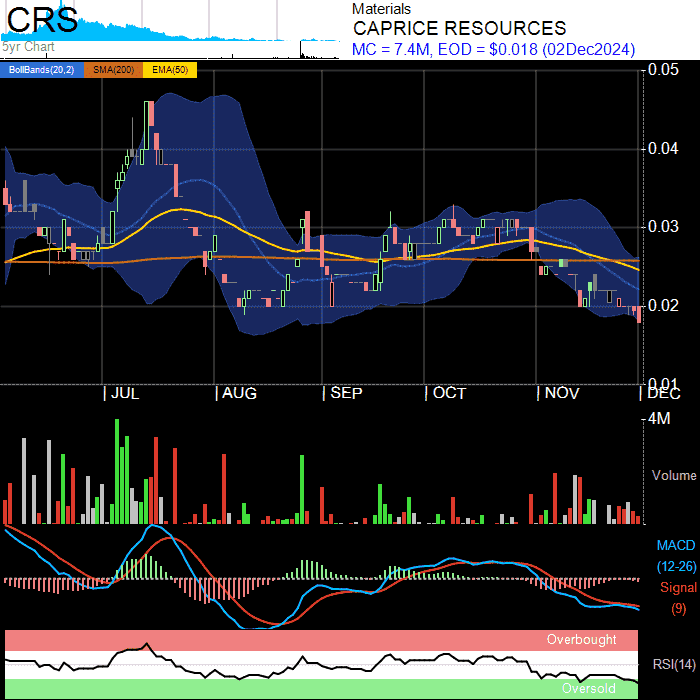 CRS
5yr Chart
Materials
CAPRICE RESOURCES
MC = 7.4M, EOD = $0.018 (02Dec2024)
BollBands(20,2) SMA(200) EMA(50)
0.05
0.04
0.03
0.02
0.01
JUL AUG SEP OCT NOV DEC
4M
Volume
MACD
(12-26)
Signal
(9)
Overbought
RSI(14)
Oversold